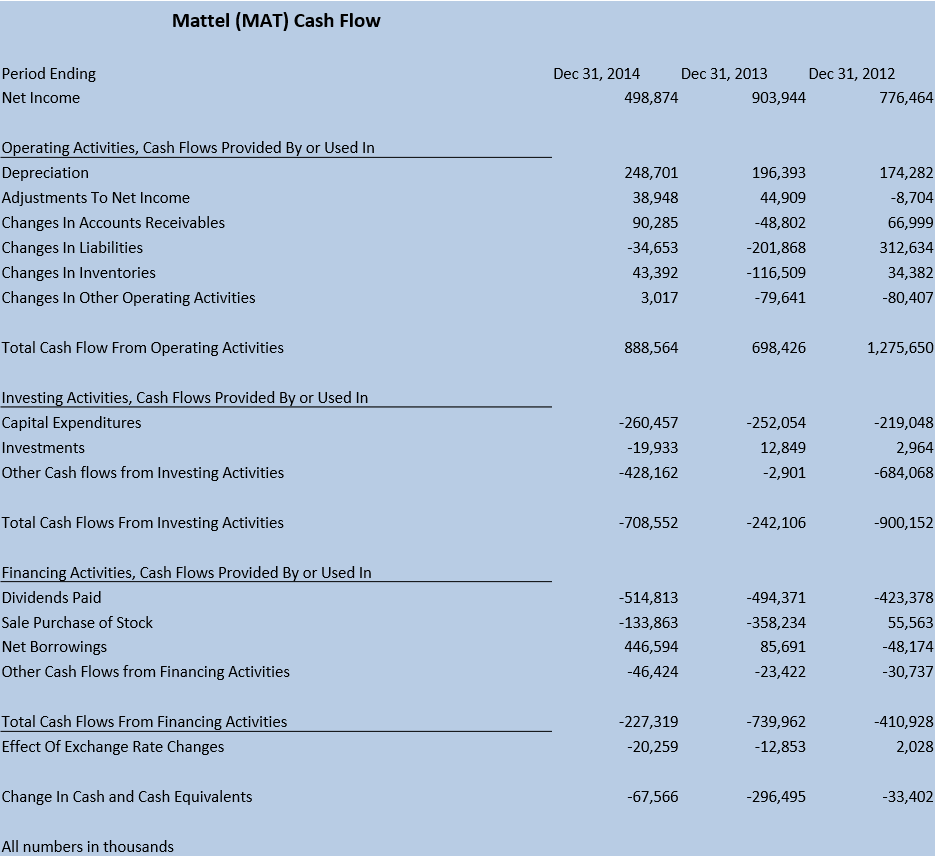 Mattel (MAT) Cash Flow
Period Ending Dec 31, 2014 Dec 31, 2013 Dec 31, 2012
Net Income 498,874 903,944 776,464
Operating Activities, Cash Flows Provided By or Used In
Depreciation 248,701 196,393 174,282
Adjustments To Net Income 38,948 44,909 -8,704
Changes In Accounts Receivables 90,285 -48,802 66,999
Changes In Liabilities -34,653 -201,868 312,634
Changes In Inventories 43,392 -116,509 34,382
Changes In Other Operating Activities 3,017 -79,641 -80,407
Total Cash Flow From Operating Activities 888,564 698,426 1,275,650
Investing Activities, Cash Flows Provided By or Used In
Capital Expenditures -260,457 -252,054 -219,048
Investments -19,933 12,849 2,964
Other Cash flows from Investing Activities -428,162 -2,901 -684,068
Total Cash Flows From Investing Activities -708,552 -242,106 -900,152
Financing Activities, Cash Flows Provided By or Used In
Dividends Paid -514,813 -494,371 -423,378
Sale Purchase of Stock -133,863 -358,234 55,563
Net Borrowings 446,594 85,691 -48,174
Other Cash Flows from Financing Activities -46,424 -23,422 -30,737
Total Cash Flows From Financing Activities -227,319 -739,962 -410,928
Effect Of Exchange Rate Changes -20,259 -12,853 2,028
Change In Cash and Cash Equivalents -67,566 -296,495 -33,402
All numbers in thousands